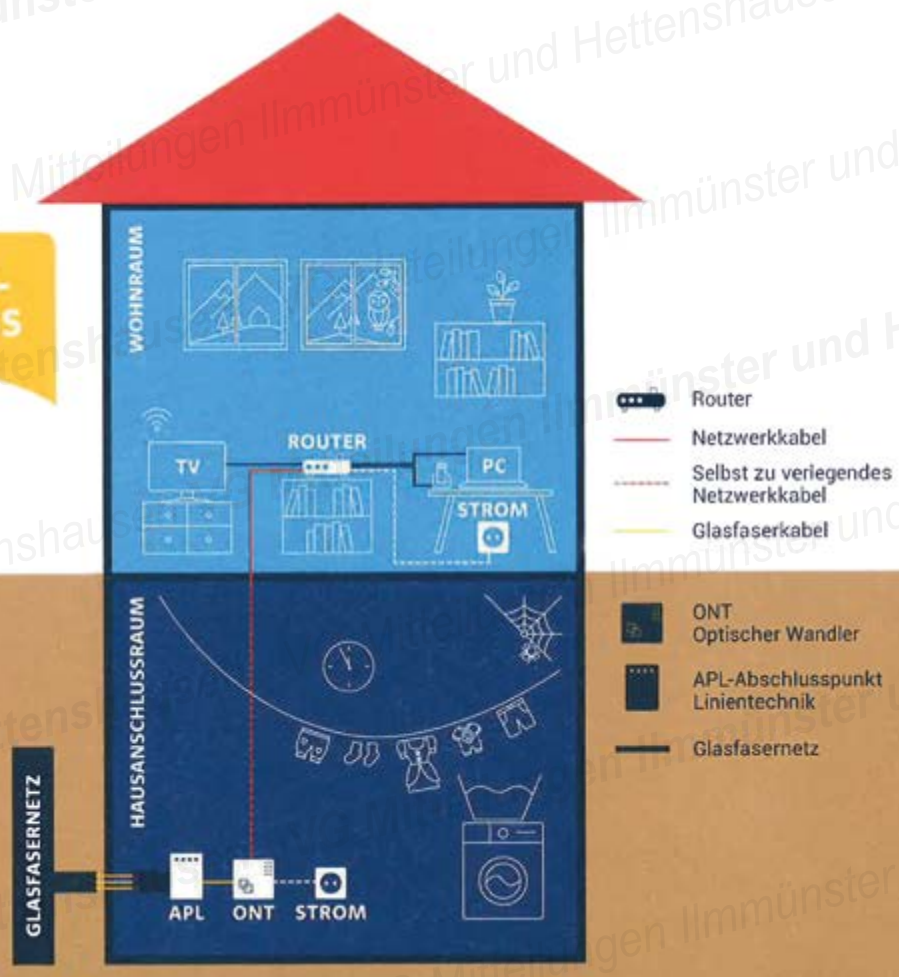 S
WOHNRAUM
ROUTER
TV
PC
STROM
Router
Netzwerkkabel
Selbst zu verlegendes
Netzwerkkabel
Glasfaserkabel
HAUSANSCHLUSSRAUM
ONT
Optischer Wandler
APL-Abschlusspunkt
Linientechnik
Glasfasernetz
GLASFASERNETZ
APL
ONT
STROM
Mitteilungen Ilmmünster und Hettenshausen